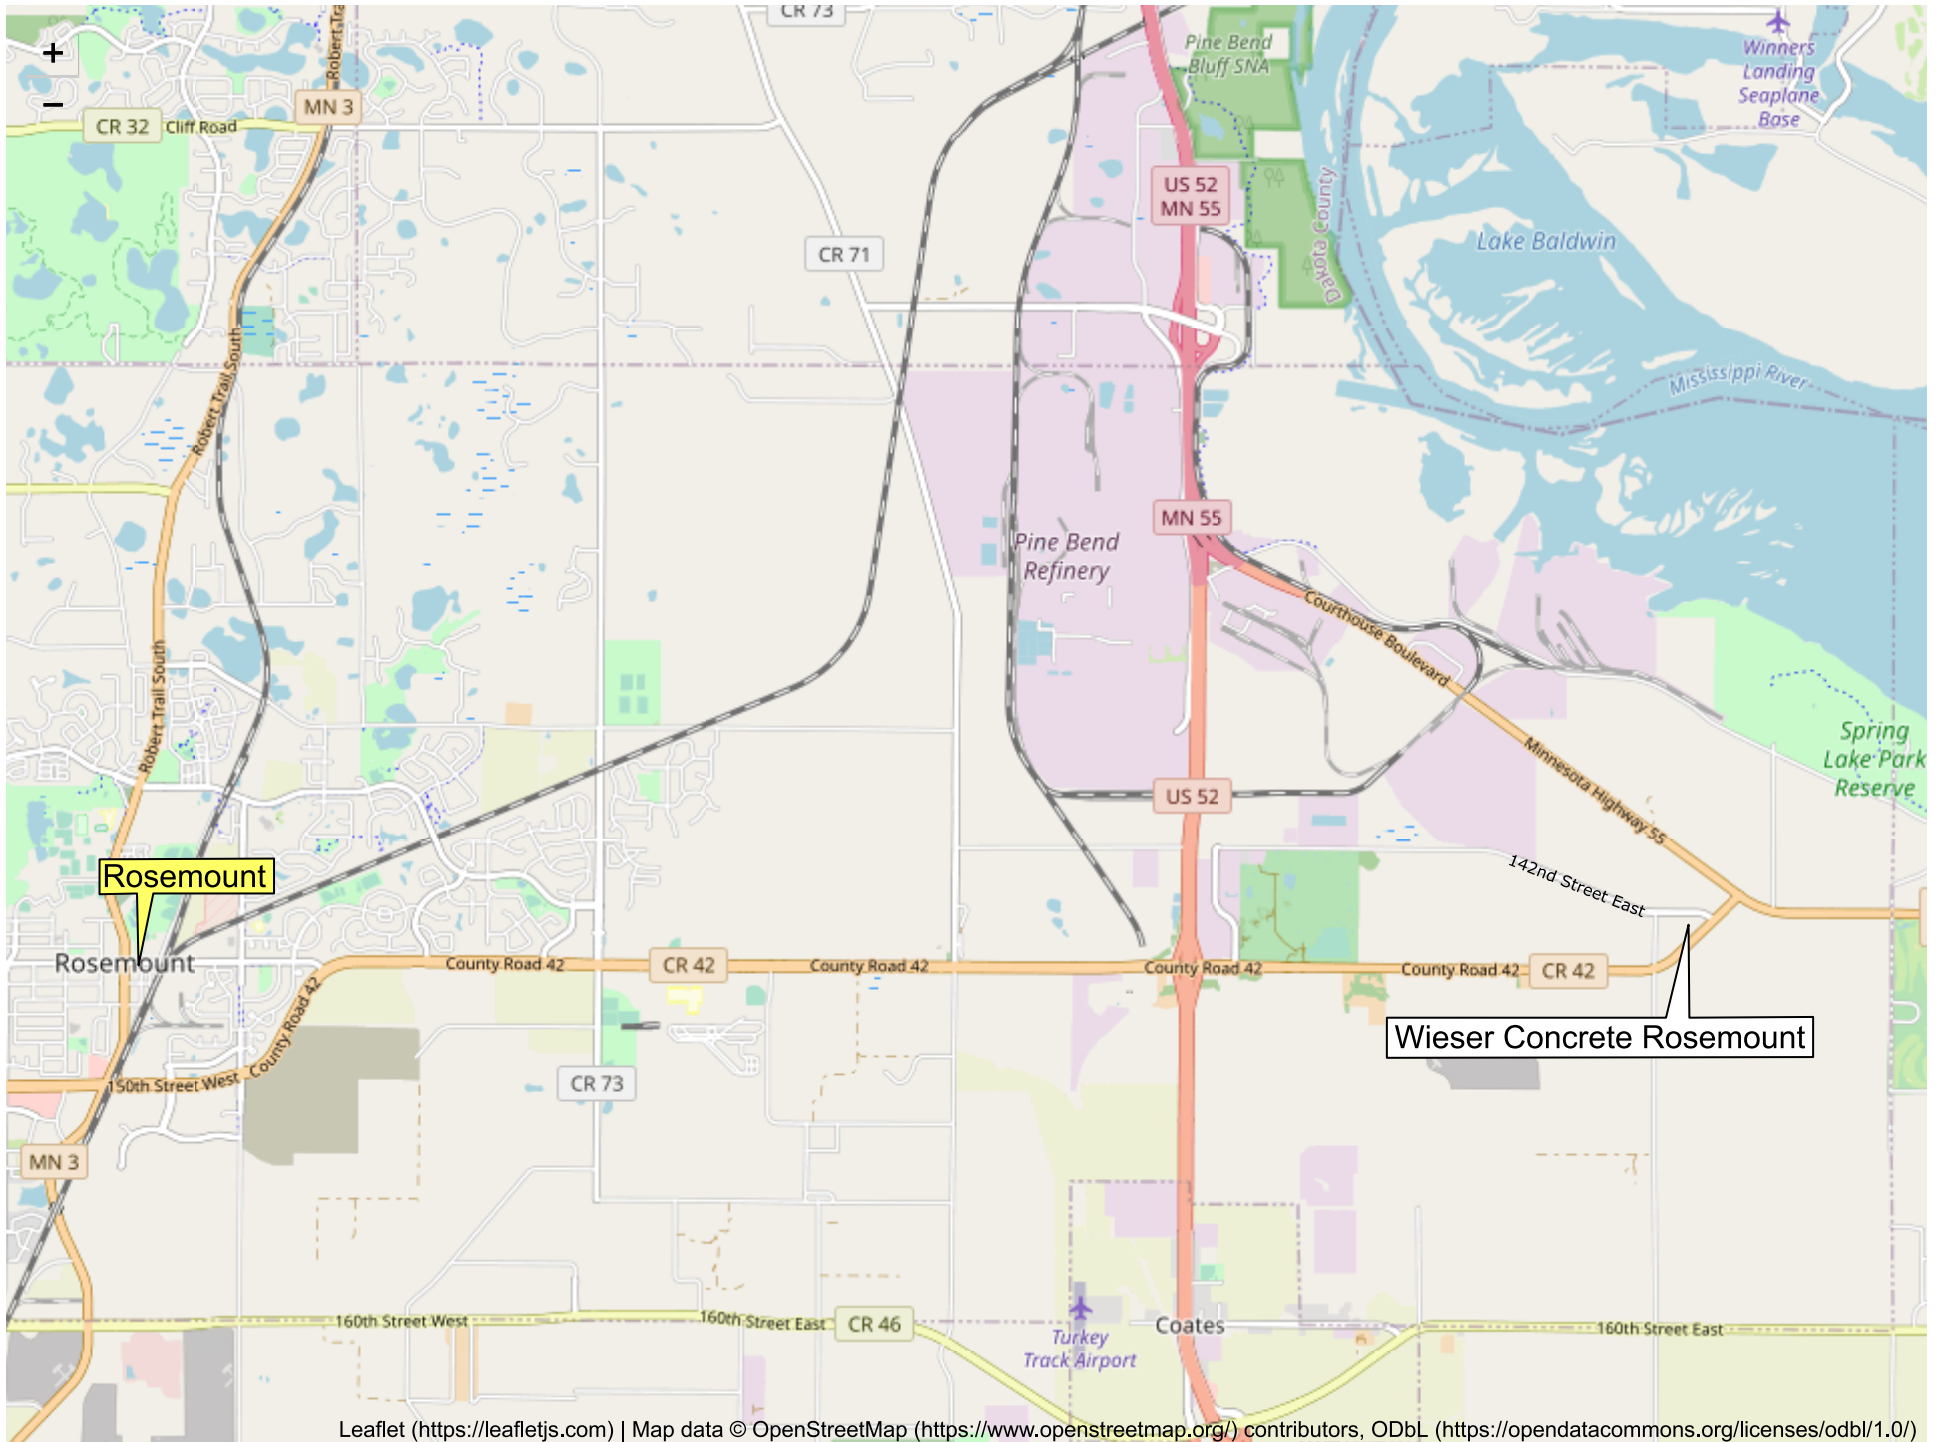 CR 73
Robert Tra
+
−
MN 3
CR 32
Cliff Road
Pine Bend
Bluff SNA
Winners
Landing
Seaplane
Base
US 52
MN 55
Dakota County
Lake Baldwin
CR 71
Mississippi River
Robert Trail South
MN 55
Pine Bend
Refinery
Courthouse Boulevard
Robert Trail South
Spring
Lake Park
Reserve
Minnesota Highway 55
US 52
Rosemount
142nd Street East
Rosemount
County Road 42
CR 42
County Road 42
County Road 42
County Road 42
CR 42
County Road 42
Wieser Concrete Rosemount
150th Street West
CR 73
MN 3
160th Street West
160th Street East
CR 46
Turkey
Track Airport
Coates
160th Street East
Leaflet (https://leafletjs.com) | Map data © OpenStreetMap (https://www.openstreetmap.org/) contributors, ODbL (https://opendatacommons.org/licenses/odbl/1.0/)